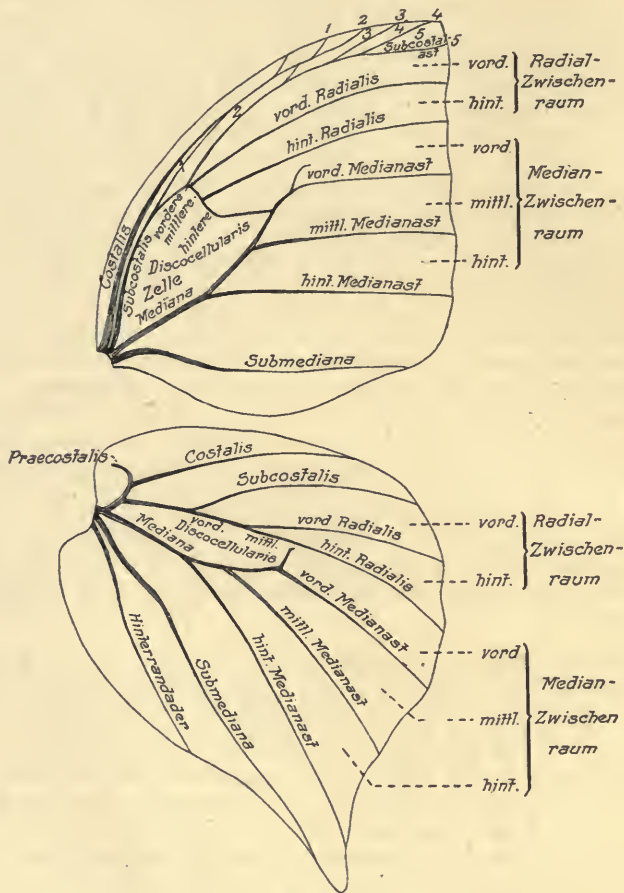 1
2
3
4
3
4
5
Subcostal-5
ast
1
2
vord. Radialis
hint. Radialis
vord. Medianast
mittl. Medianast
hint. Medianast
Submediana
Costalis
Subcostalis
vordere
mittlere
hintere
Discocellularis
Zelle
Mediana
vord.
hint.
Radial-
Zwischen-
raum
vord.
mittl.
hint.
Median-
Zwischen-
raum
Praecostalis
Costalis
Subcostalis
vord Radialis
hint. Radialis
vord. mittl.
Discocellularis
Mediana
vord. Medianast
mittl. Medianast
hint. Medianast
Submediana
Hinterrandader
vord.
hint.
Radial-
Zwischen-
raum
vord
mittl.
hint.
Median-
Zwischen
raum